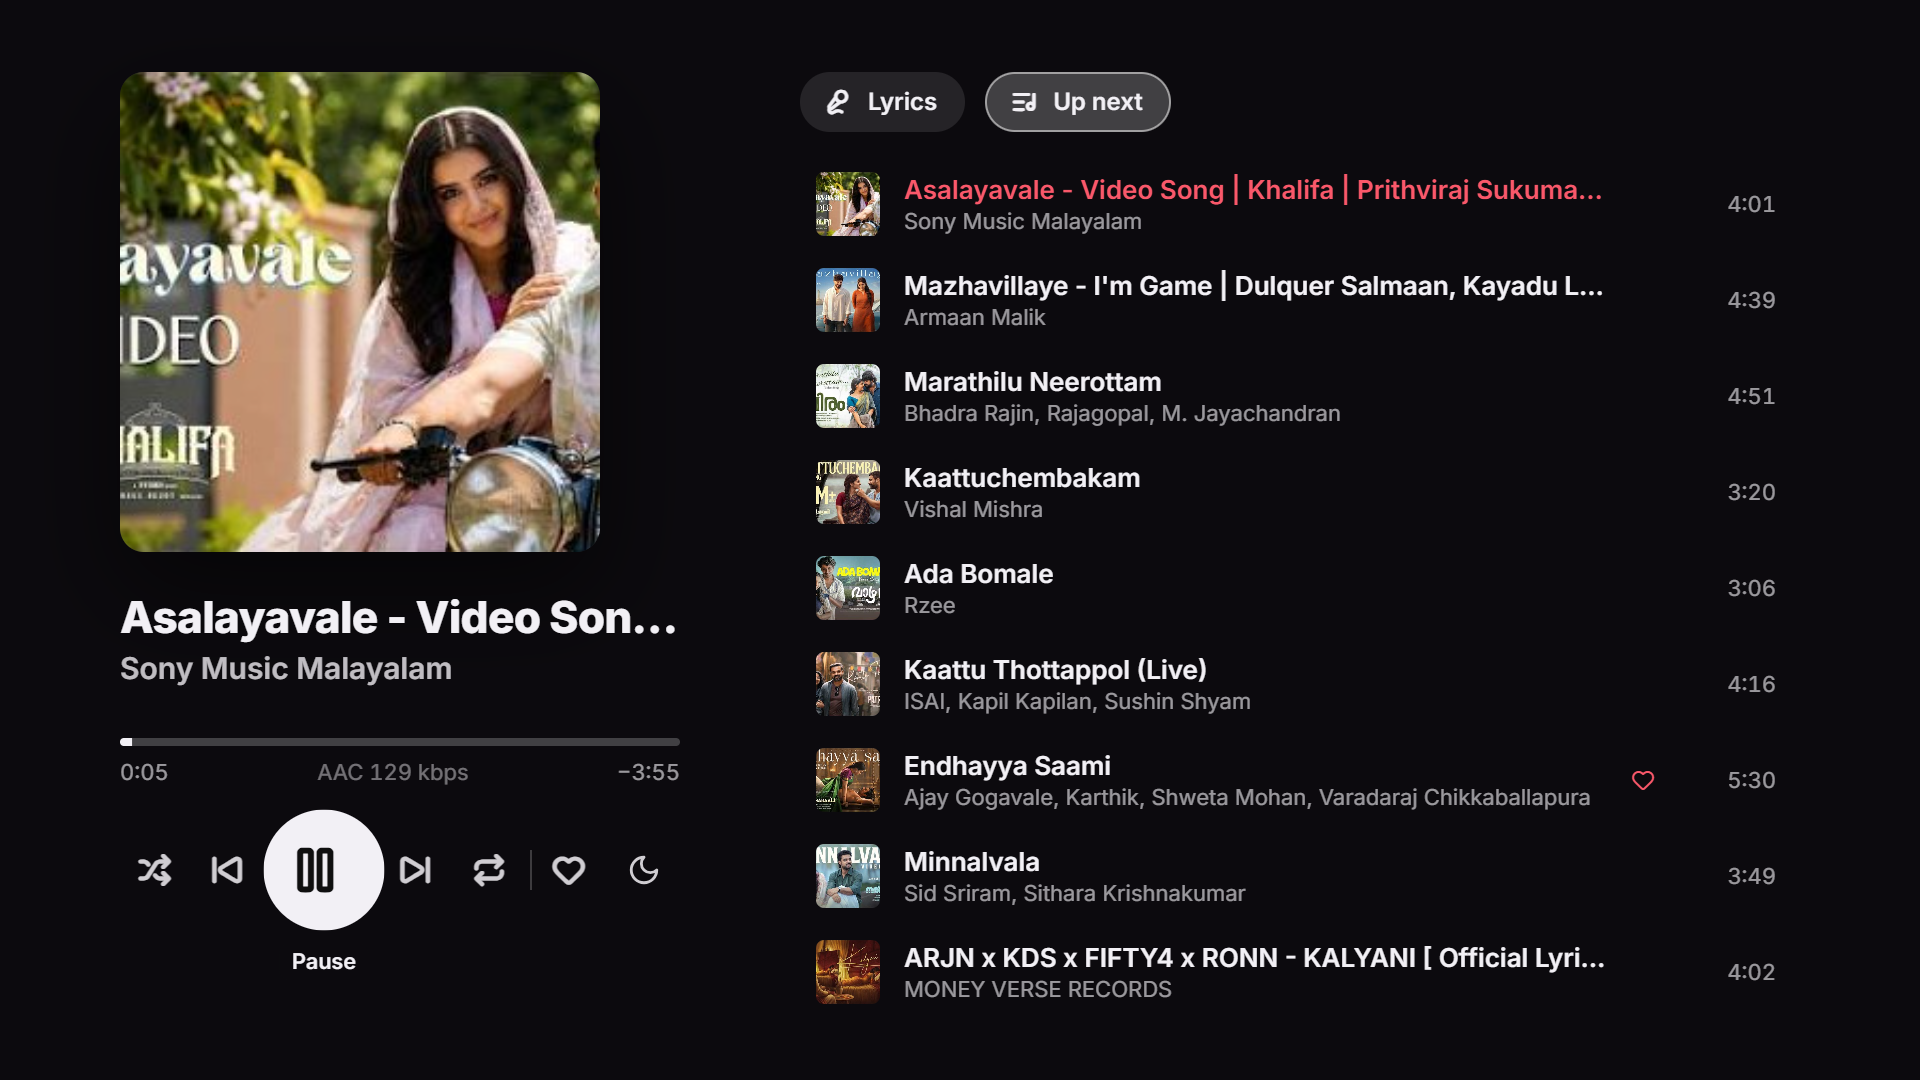 ayavale
IDEO
HALIFA
Asalayavale - Video Son...
Sony Music Malayalam
0:05
AAC 129 kbps
−3:55
Pause
Lyrics
Up next
Asalayavale - Video Song | Khalifa | Prithviraj Sukuma...
Sony Music Malayalam
4:01
Mazhavillaye - I'm Game | Dulquer Salmaan, Kayadu L...
Armaan Malik
4:39
Marathilu Neerottam
Bhadra Rajin, Rajagopal, M. Jayachandran
4:51
Kaattuchembakam
Vishal Mishra
3:20
ADA BOM
Ada Bomale
Rzee
3:06
Kaattu Thottappol (Live)
ISAI, Kapil Kapilan, Sushin Shyam
4:16
Endhayya Saami
Ajay Gogavale, Karthik, Shweta Mohan, Varadaraj Chikkaballapura
5:30
NNALVA
Minnalvala
Sid Sriram, Sithara Krishnakumar
3:49
ARJN x KDS x FIFTY4 x RONN - KALYANI [ Official Lyri...
MONEY VERSE RECORDS
4:02